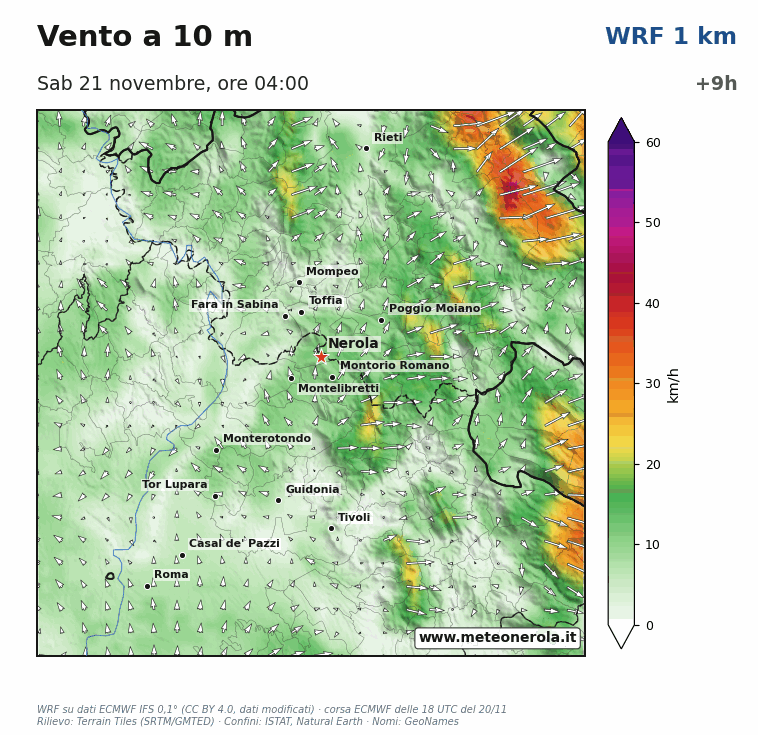 Vento a 10 m
WRF 1 km
Sab 21 novembre, ore 04:00
+9h
Rieti
Mompeo
Fara in Sabina
Toffia
Poggio Moiano
Nerola
Montorio Romano
Montelibretti
Monterotondo
Tor Lupara
Guidonia
Tivoli
Casal de' Pazzi
Roma
www.meteonerola.it
60
50
40
30
20
10
0
km/h
WRF su dati ECMWF IFS 0,1° (CC BY 4.0, dati modificati) · corsa ECMWF delle 18 UTC del 20/11
Rilievo: Terrain Tiles (SRTM/GMTED) · Confini: ISTAT, Natural Earth · Nomi: GeoNames